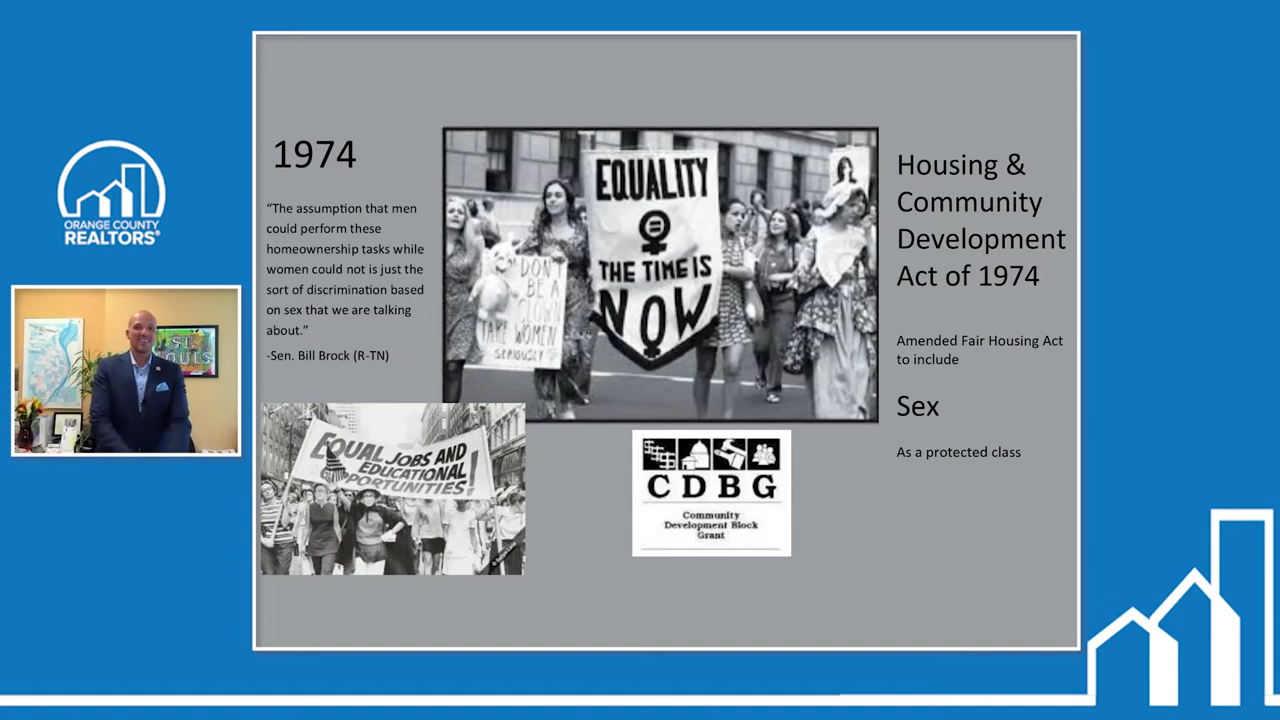 ORANGE COUNTY
REALTORS®
ST.
LOUIS
1974
“The assumption that men
could perform these
homeownership tasks while
women could not is just the
sort of discrimination based
on sex that we are talking
about.”
-Sen. Bill Brock (R-TN)
EQUALITY
THE TIME IS
NOW
DON'T
BE A
CLOWN
TAKE WOMEN
SERIOUSLY
EQUAL JOBS AND
EDUCATIONAL
OPPORTUNITIES!
CDBG
Community
Development Block
Grant
Housing &
Community
Development
Act of 1974
Amended Fair Housing Act
to include
Sex
As a protected class